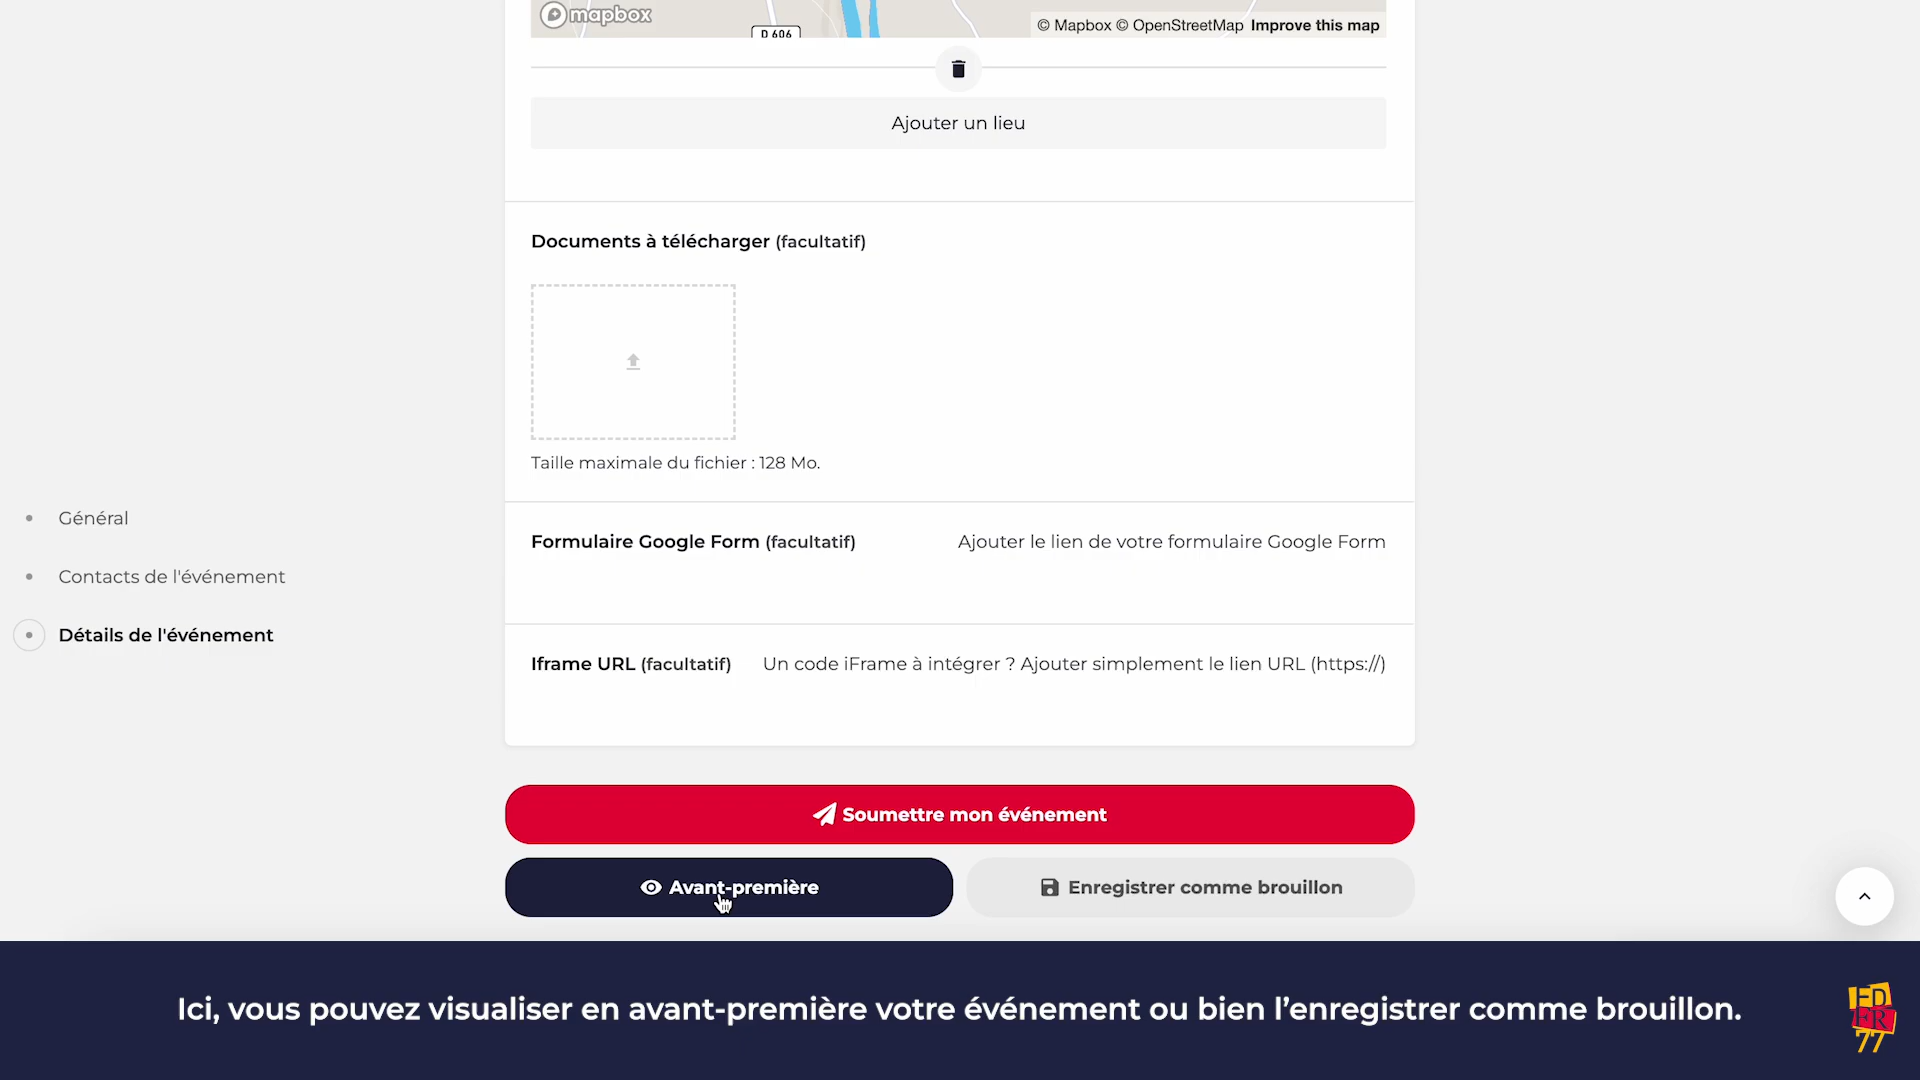 mapbox
D 606
© Mapbox © OpenStreetMap Improve this map
Ajouter un lieu
Documents à télécharger (facultatif)
Taille maximale du fichier : 128 Mo.
Général
Contacts de l'événement
Détails de l'événement
Formulaire Google Form (facultatif) Ajouter le lien de votre formulaire Google Form
Iframe URL (facultatif) Un code iFrame à intégrer ? Ajouter simplement le lien URL (https://)
Soumettre mon événement
Avant-première
Enregistrer comme brouillon
Ici, vous pouvez visualiser en avant-première votre événement ou bien l’enregistrer comme brouillon.
FD
FR
77